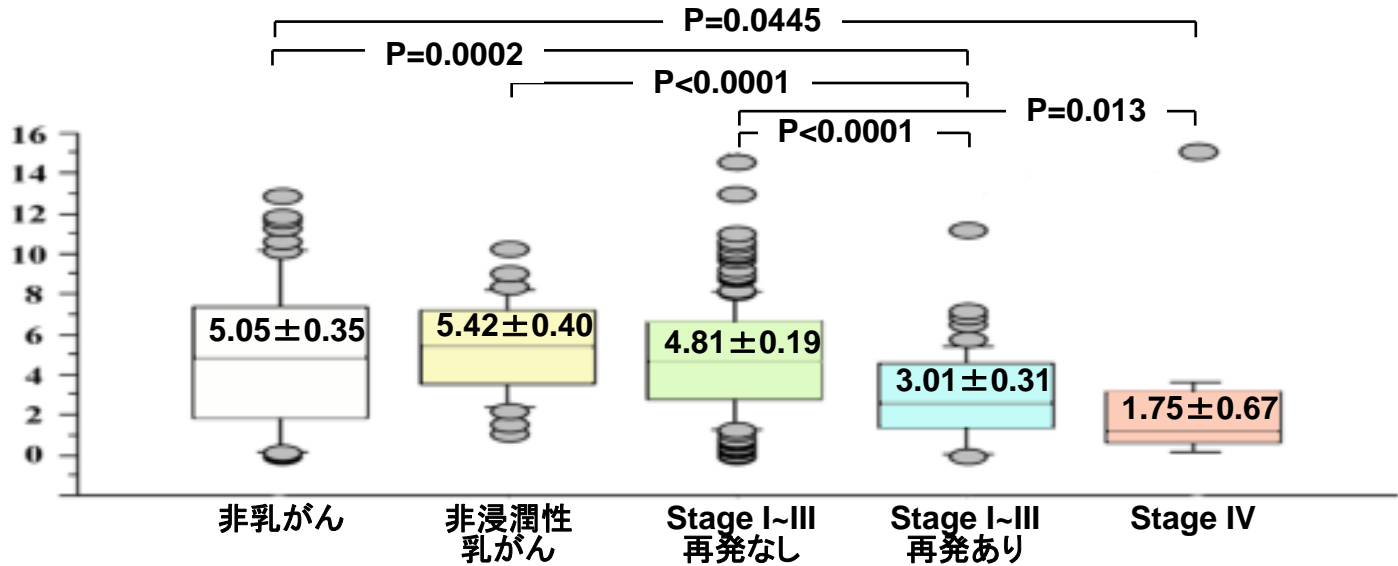 P=0.0445
P=0.0002
P<0.0001
P=0.013
P<0.0001
16
14
12
10
8
6
4
2
0
5.05±0.35
5.42±0.40
4.81±0.19
3.01±0.31
1.75±0.67
非乳がん
非浸潤性
乳がん
Stage I~III
再発なし
Stage I~III
再発あり
Stage IV